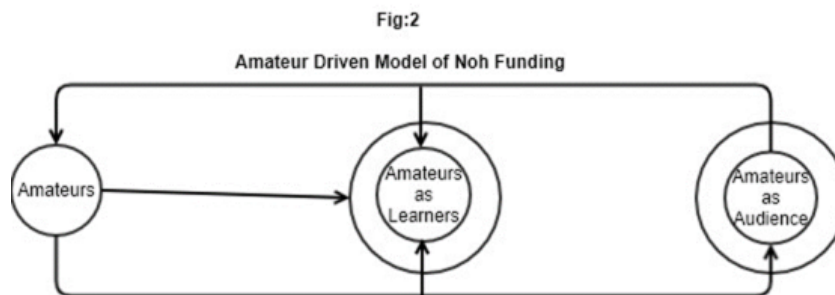 Fig:2
Amateur Driven Model of Noh Funding
Amateurs
Amateurs
as
Learners
Amateurs
as
Audience